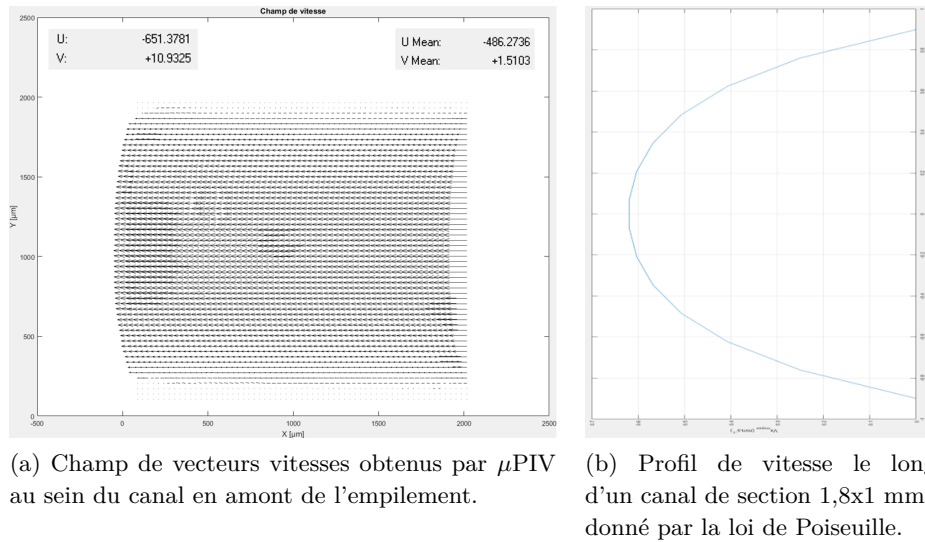 Champ de vitesse
U: -651.3781
V: +10.9325
U Mean: -486.2736
V Mean: +1.5103
2500
2000
1500
1000
500
0
Y [µm]
-500 0 500 1000 1500 2000 2500
X [µm]
(a) Champ de vecteurs vitesses obtenus par µPIV
au sein du canal en amont de l'empilement.
(b) Profil de vitesse le long
d'un canal de section 1,8x1 mm
donné par la loi de Poiseuille.